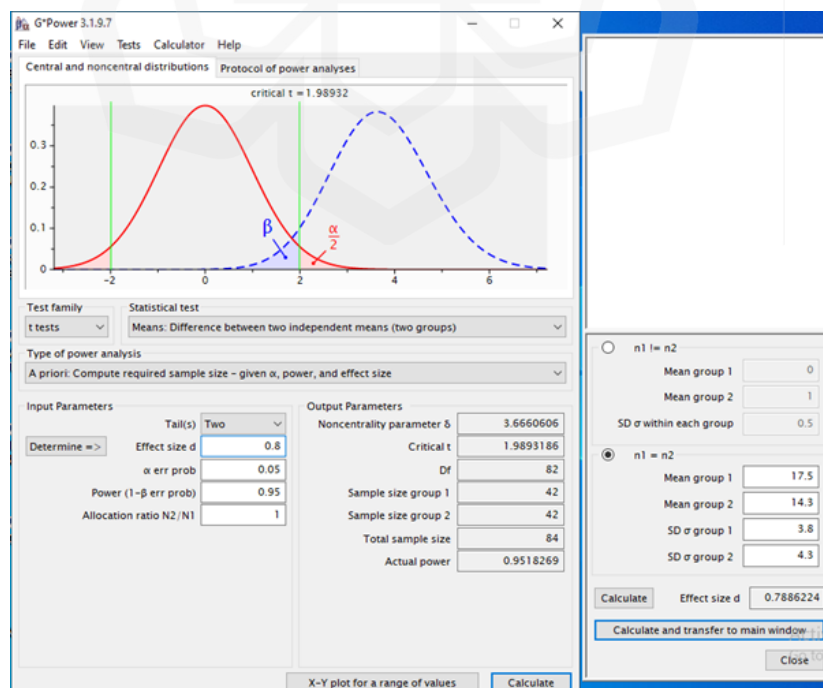 G*Power 3.1.9.7
File Edit View Tests Calculator Help
Central and noncentral distributions Protocol of power analyses
critical t = 1.98932
0.3
0.2
0.1
0
β
α
2
-2 0 2 4 6
Test family Statistical test
t tests Means: Difference between two independent means (two groups)
Type of power analysis
A priori: Compute required sample size – given α, power, and effect size
Input Parameters
Tail(s) Two
Determine => Effect size d 0.8
α err prob 0.05
Power (1-β err prob) 0.95
Allocation ratio N2/N1 1
Output Parameters
Noncentrality parameter δ 3.6660606
Critical t 1.9893186
Df 82
Sample size group 1 42
Sample size group 2 42
Total sample size 84
Actual power 0.9518269
X-Y plot for a range of values Calculate
n1 != n2
Mean group 1 0
Mean group 2 1
SD σ within each group 0.5
n1 = n2
Mean group 1 17.5
Mean group 2 14.3
SD σ group 1 3.8
SD σ group 2 4.3
Calculate Effect size d 0.7886224
Calculate and transfer to main window
Close